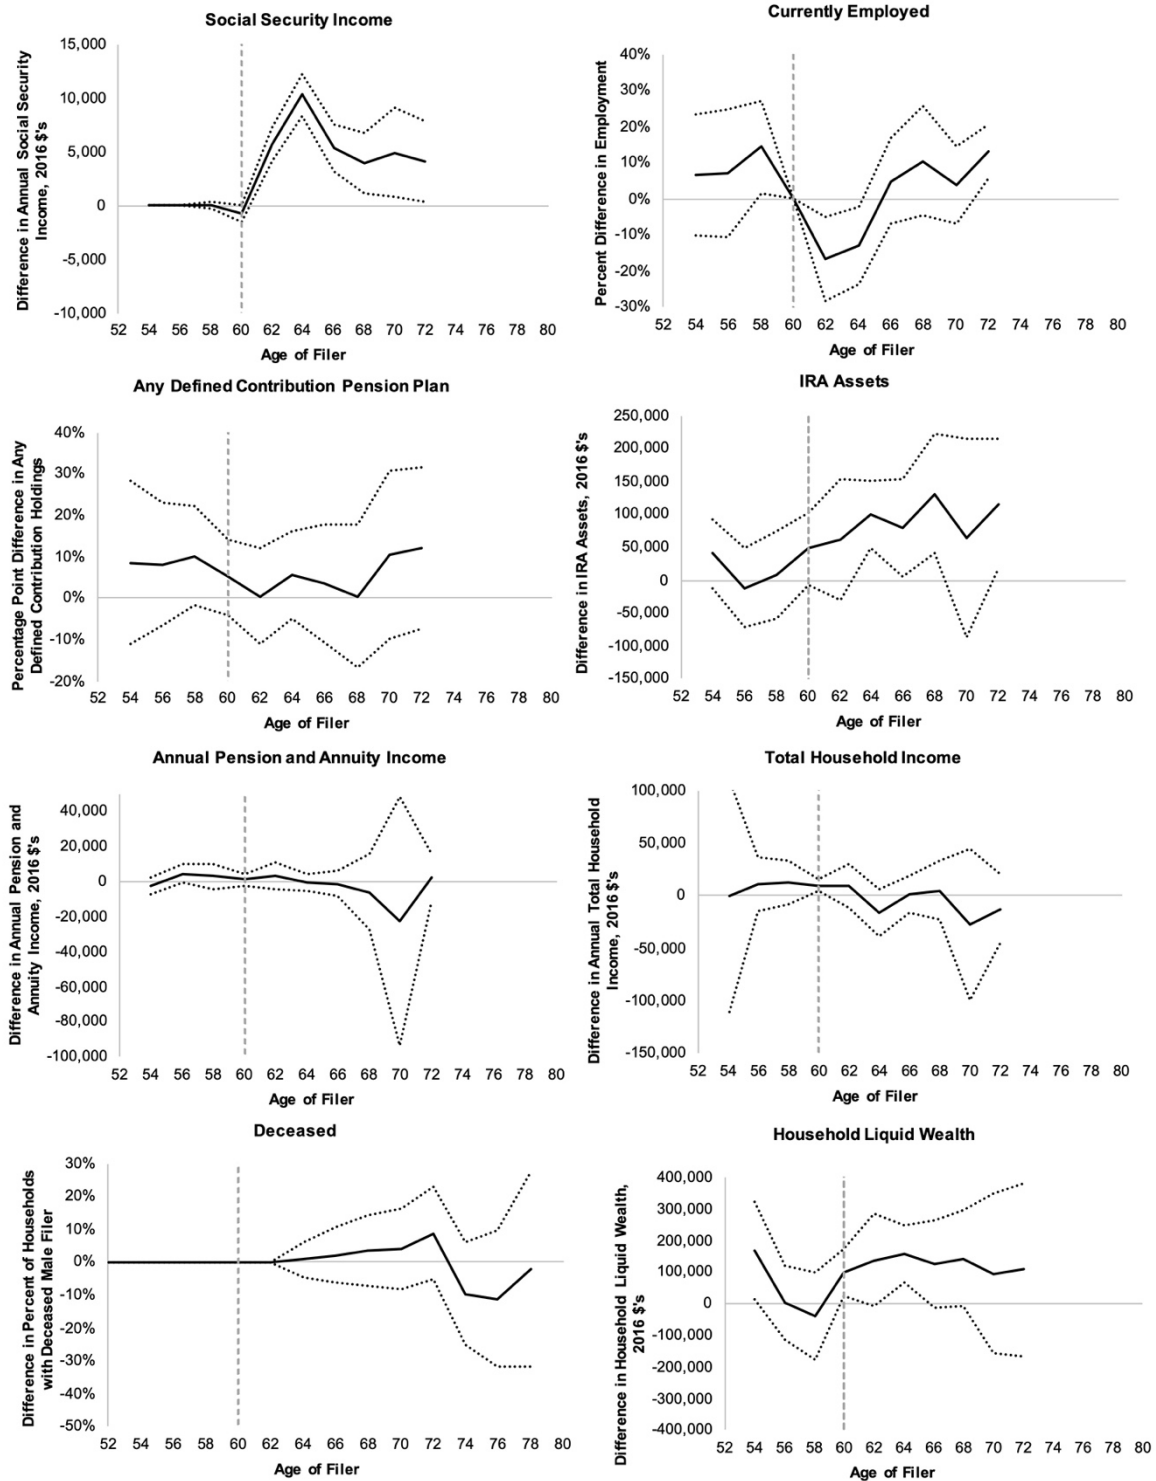 Social Security Income
Difference in Annual Social Security
Income, 2016 $'s
15,000
10,000
5,000
0
-5,000
-10,000
52 54 56 58 60 62 64 66 68 70 72 74 76 78 80
Age of Filer
Currently Employed
Percent Difference in Employment
40%
30%
20%
10%
0%
-10%
-20%
-30%
52 54 56 58 60 62 64 66 68 70 72 74 76 78 80
Age of Filer
Any Defined Contribution Pension Plan
Percentage Point Difference in Any
Defined Contribution Holdings
40%
30%
20%
10%
0%
-10%
-20%
52 54 56 58 60 62 64 66 68 70 72 74 76 78 80
Age of Filer
IRA Assets
Difference in IRA Assets, 2016 $'s
250,000
200,000
150,000
100,000
50,000
0
-50,000
-100,000
-150,000
52 54 56 58 60 62 64 66 68 70 72 74 76 78 80
Age of Filer
Annual Pension and Annuity Income
Difference in Annual Pension and
Annuity Income, 2016 $'s
40,000
20,000
0
-20,000
-40,000
-60,000
-80,000
-100,000
52 54 56 58 60 62 64 66 68 70 72 74 76 78 80
Age of Filer
Total Household Income
Difference in Annual Total Household
Income, 2016 $'s
100,000
50,000
0
-50,000
-100,000
-150,000
52 54 56 58 60 62 64 66 68 70 72 74 76 78 80
Age of Filer
Deceased
Difference in Percent of Households
with Deceased Male Filer
30%
20%
10%
0%
-10%
-20%
-30%
-40%
-50%
52 54 56 58 60 62 64 66 68 70 72 74 76 78 80
Age of Filer
Household Liquid Wealth
Difference in Household Liquid Wealth,
2016 $'s
400,000
300,000
200,000
100,000
0
-100,000
-200,000
-300,000
-400,000
52 54 56 58 60 62 64 66 68 70 72 74 76 78 80
Age of Filer